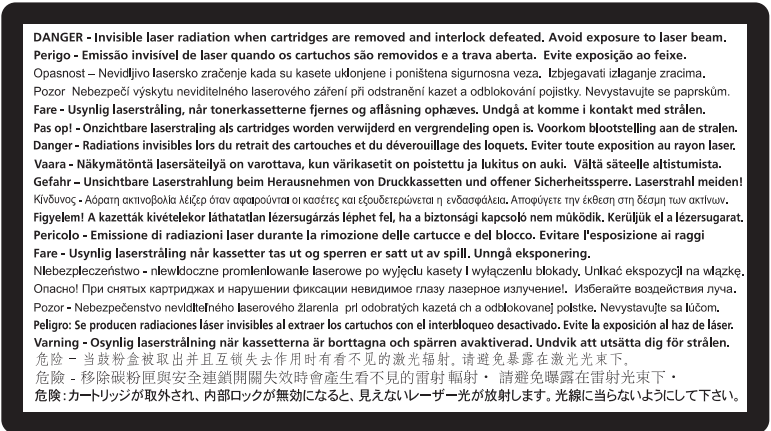 DANGER - Invisible laser radiation when cartridges are removed and interlock defeated. Avoid exposure to laser beam.
Perigo - Emissão invisível de laser quando os cartuchos são removidos e a trava aberta. Evite exposição ao feixe.
Opasnost – Nevidljivo lasersko zračenje kada su kasete uklonjene i poništena sigurnosna veza. Izbjegavati izlaganje zracima.
Pozor Nebezpečí výskytu neviditelného laserového záření při odstranění kazet a odblokování pojistky. Nevystavujte se paprskům.
Fare - Usynlig laserstråling, når tonerkassetterne fjernes og aflåsning ophæves. Undgå at komme i kontakt med strålen.
Pas op! - Onzichtbare laserstraling als cartridges worden verwijderd en vergrendeling open is. Voorkom blootstelling aan de stralen.
Danger - Radiations invisibles lors du retrait des cartouches et du déverouillage des loquets. Eviter toute exposition au rayon laser.
Vaara - Näkymätöntä lasersäteilyä on varottava, kun värikasetit on poistettu ja lukitus on auki. Vältä säteelle altistumista.
Gefahr - Unsichtbare Laserstrahlung beim Herausnehmen von Druckkassetten und offener Sicherheitssperre. Laserstrahl meiden!
Κίνδυνος - Αόρατη ακτινοβολία λέιζερ όταν αφαιρούνται οι κασέτες και εξουδετερώνεται η ενδασφάλεια. Αποφύγετε την έκθεση στη δέσμη των ακτίνων.
Figyelem! A kazetták kivételekor láthatatlan lézersugárzás léphet fel, ha a biztonsági kapcsoló nem működik. Kerüljük el a lézersugarat.
Pericolo - Emissione di radiazioni laser durante la rimozione delle cartucce e del blocco. Evitare l'esposizione ai raggi
Fare - Usynlig laserstråling når kassetter tas ut og sperren er satt ut av spill. Unngå eksponering.
Niebezpieczeństwo - niewidoczne promieniowanie laserowe po wyjęciu kasety i wyłączeniu blokady. Unikać ekspozycji na wiązkę.
Опасно! При снятых картриджах и нарушении фиксации невидимое глазу лазерное излучение!. Избегайте воздействия луча.
Pozor - Nebezpečenstvo neviditeľného laserového žiarenia pri odobratých kazetá ch a odblokovanej poistke. Nevystavujte sa lúčom.
Peligro: Se producen radiaciones láser invisibles al extraer los cartuchos con el interbloqueo desactivado. Evite la exposición al haz de láser.
Varning - Osynlig laserstrålning när kassetterna är borttagna och spärren avaktiverad. Undvik att utsätta dig för strålen.
危险 - 当鼓粉盒被取出并且互锁失去作用时有看不见的激光辐射, 请避免暴露在激光光束下。
危險 - 移除碳粉匣與安全連鎖開關失效時會產生看不見的雷射輻射・ 請避免曝露在雷射光束下・
危険：カートリッジが取外され、内部ロックが無効になると、見えないレーザー光が放射します。光線に当らないようにして下さい。